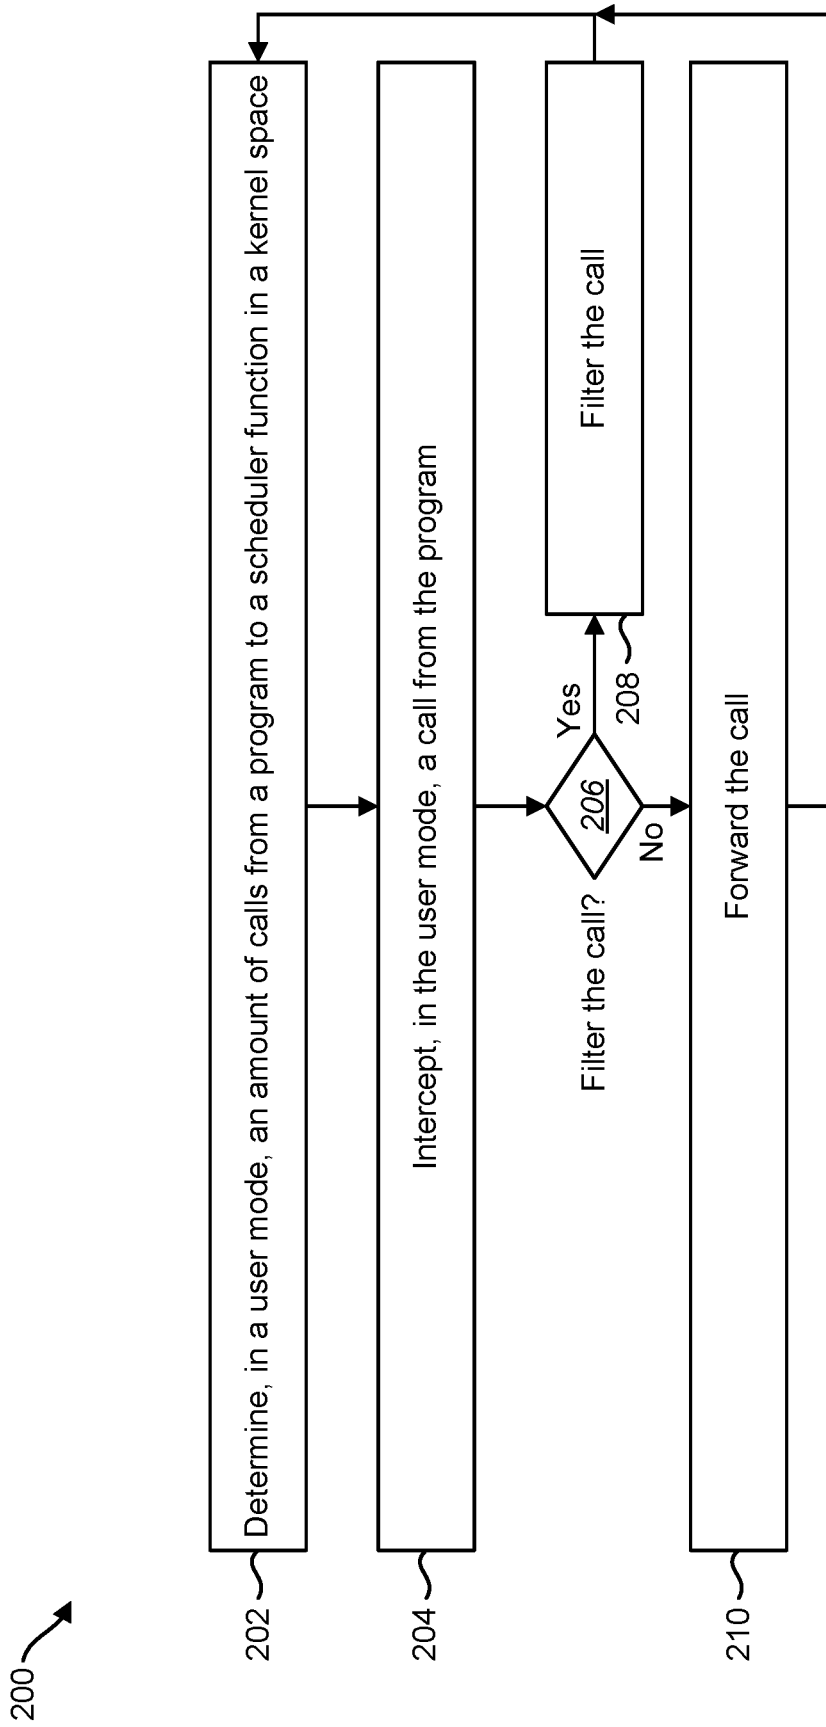 200
202
Determine, in a user mode, an amount of calls from a program to a scheduler function in a kernel space
204
Intercept, in the user mode, a call from the program
Filter the call?
206
Yes
208
Filter the call
No
210
Forward the call